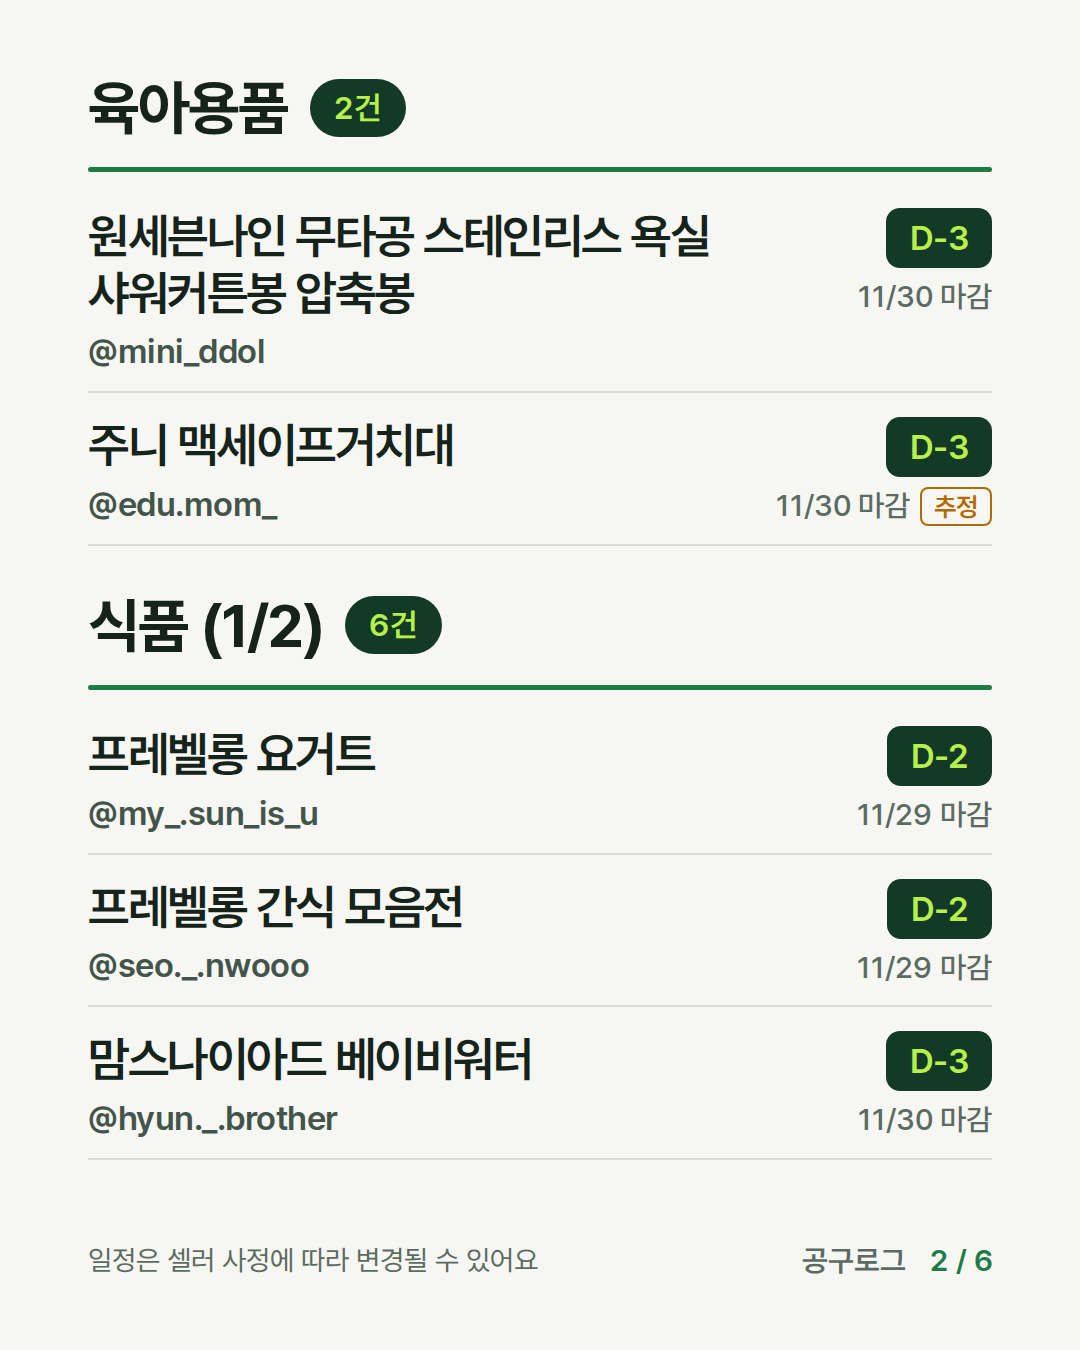 육아용품 2건
원세븐나인 무타공 스테인리스 욕실 D-3
샤워커튼봉 압축봉 11/30 마감
@mini_ddol
주니 맥세이프거치대 D-3
@edu.mom_ 11/30 마감 추정
식품 (1/2) 6건
프레벨롱 요거트 D-2
@my_.sun_is_u 11/29 마감
프레벨롱 간식 모음전 D-2
@seo._.nwooo 11/29 마감
맘스나이아드 베이비워터 D-3
@hyun._.brother 11/30 마감
일정은 셀러 사정에 따라 변경될 수 있어요 공구로그 2 / 6